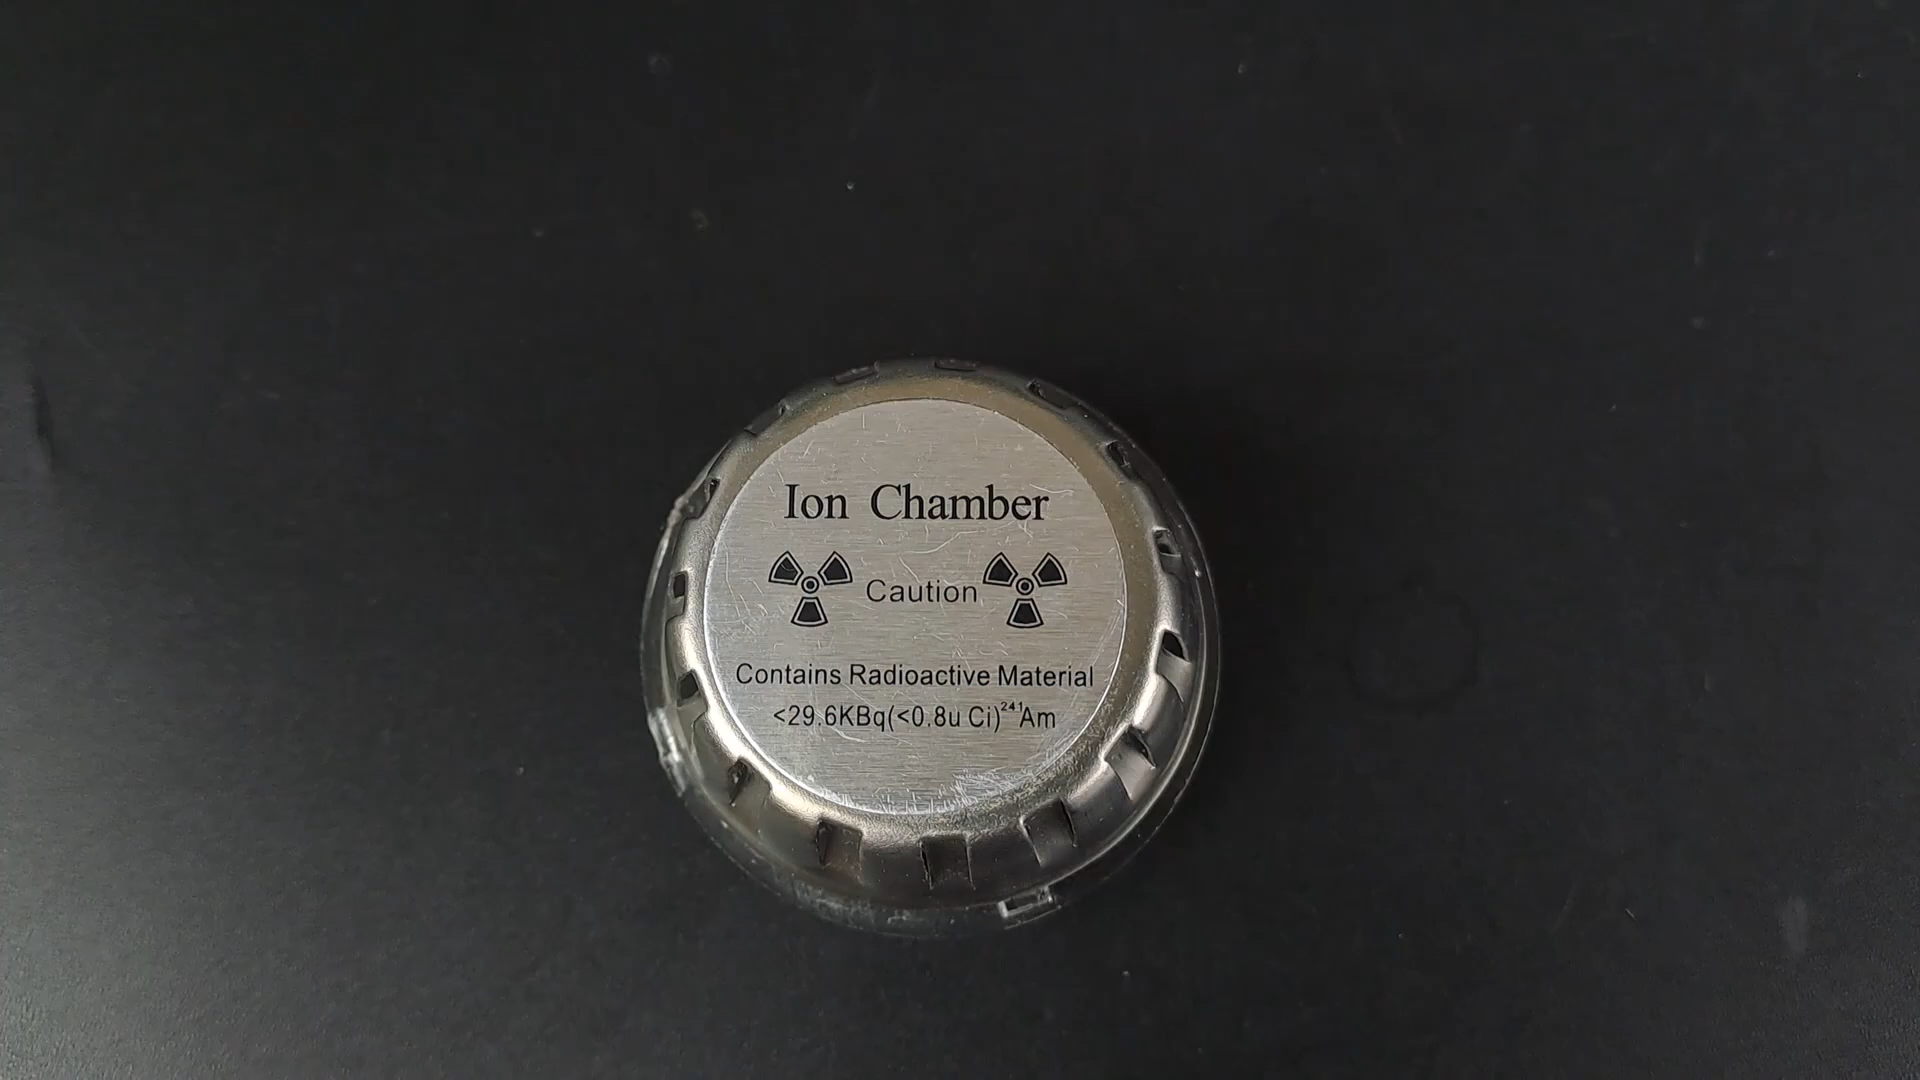 Ion Chamber
Caution
Contains Radioactive Material
<29.6KBq(<0.8u Ci)²⁴¹Am